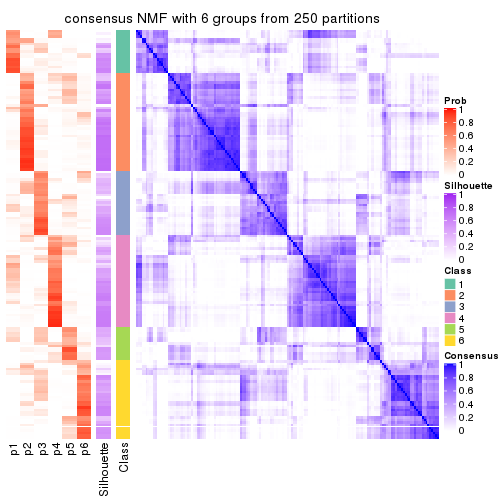 consensus NMF with 6 groups from 250 partitions
Prob
1
0.8
0.6
0.4
0.2
0
Silhouette
1
0.8
0.6
0.4
0.2
0
Class
1
2
3
4
5
6
Consensus
1
0.8
0.6
0.4
0.2
0
p1
p2
p3
p4
p5
p6
Silhouette
Class